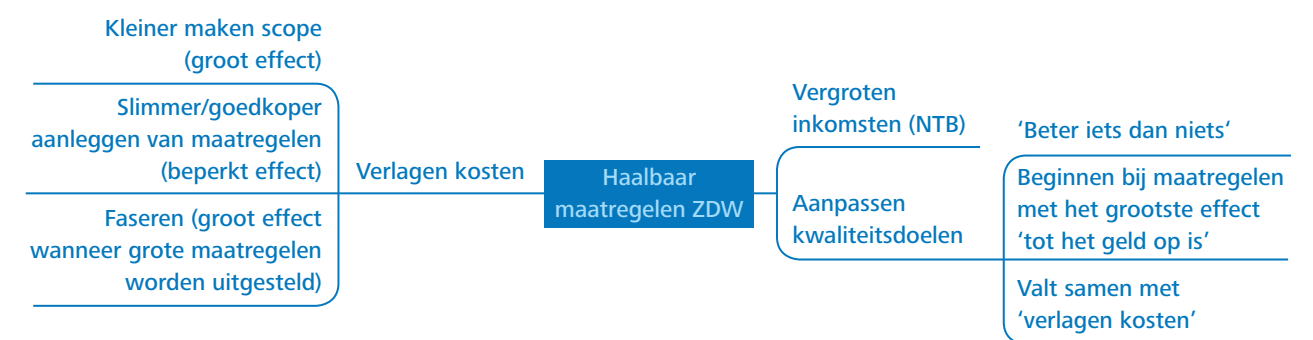 Kleiner maken scope
(groot effect)
Slimmer/goedkoper
aanleggen van maatregelen
(beperkt effect)
Faseren (groot effect
wanneer grote maatregelen
worden uitgesteld)
Verlagen kosten
Haalbaar
maatregelen ZDW
Vergroten
inkomsten (NTB)
Aanpassen
kwaliteitsdoelen
‘Beter iets dan niets‘
Beginnen bij maatregelen
met het grootste effect
‘tot het geld op is’
Valt samen met
‘verlagen kosten’